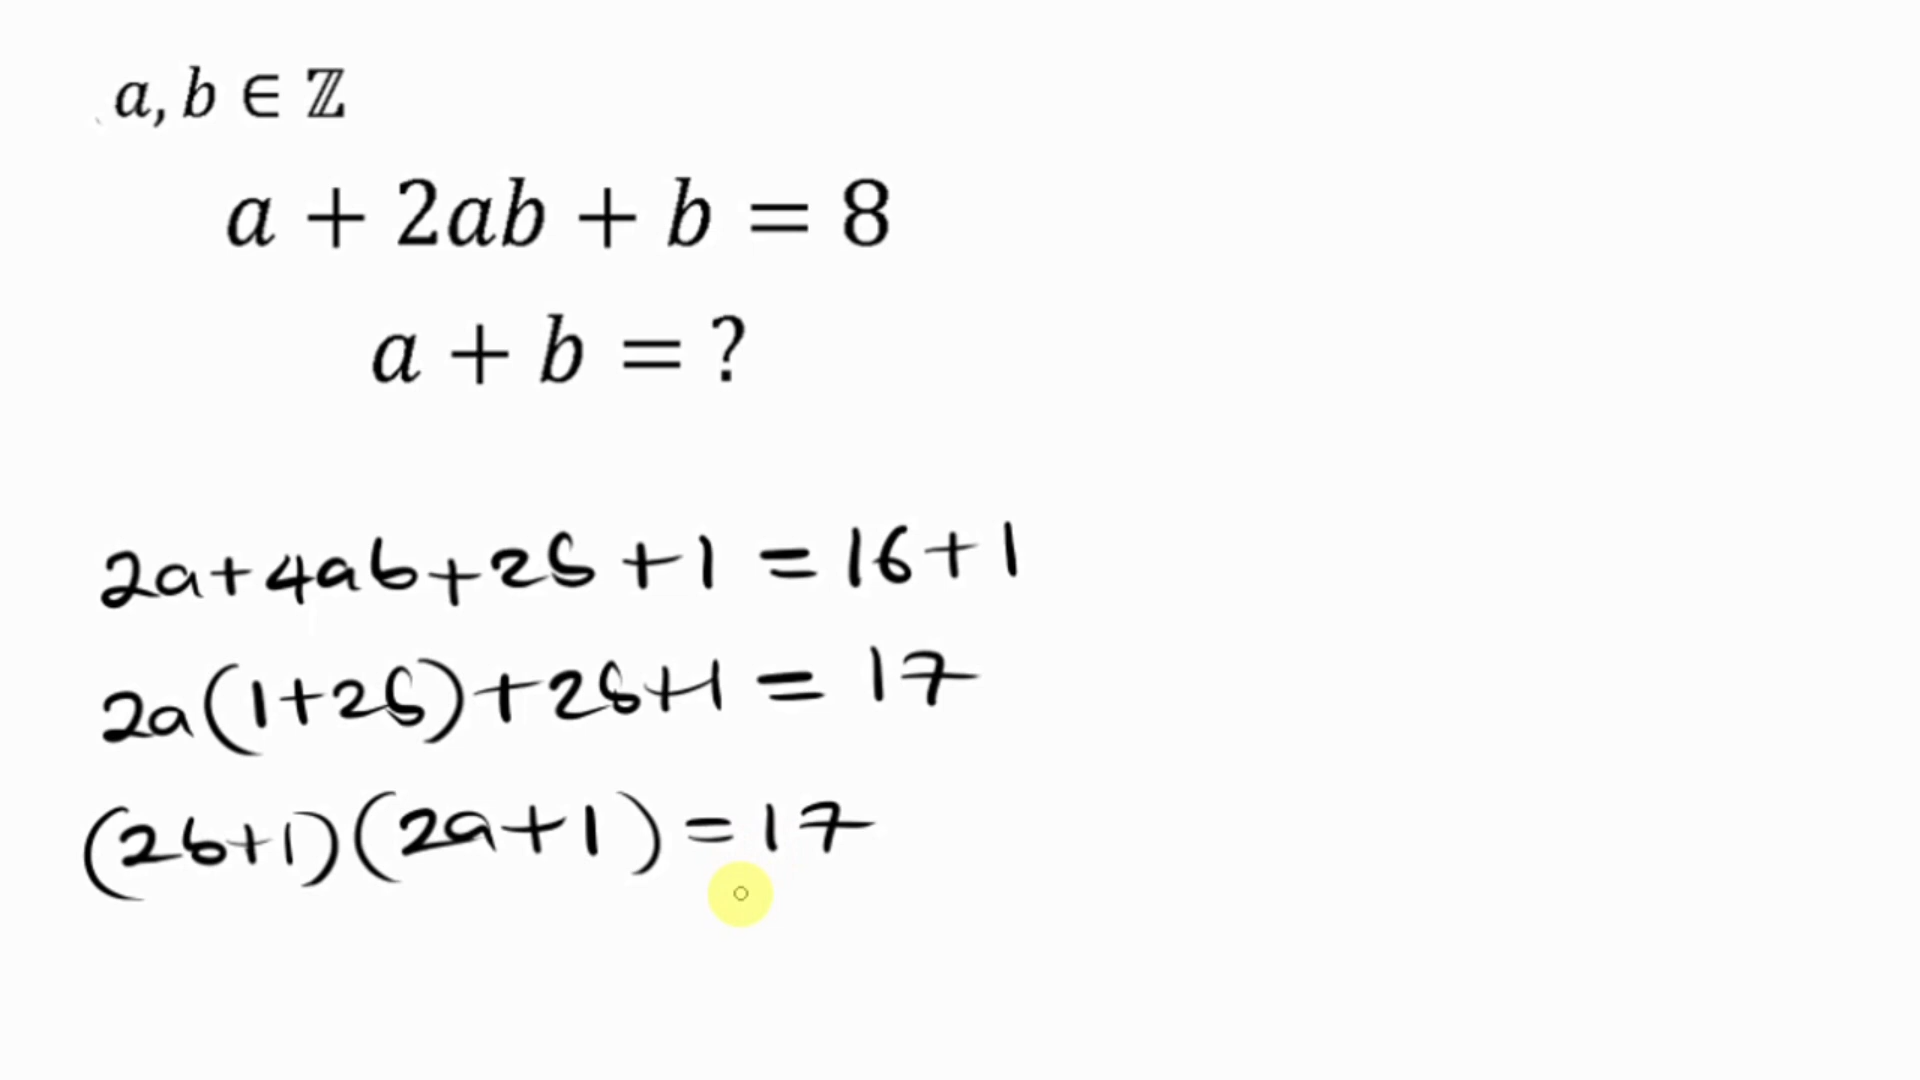 a, b ∈ ℤ
a + 2ab + b = 8
a + b = ?
2a+4ab+2b+1 = 16+1
2a(1+2b)+2b+1 = 17
(2b+1)(2a+1) = 17